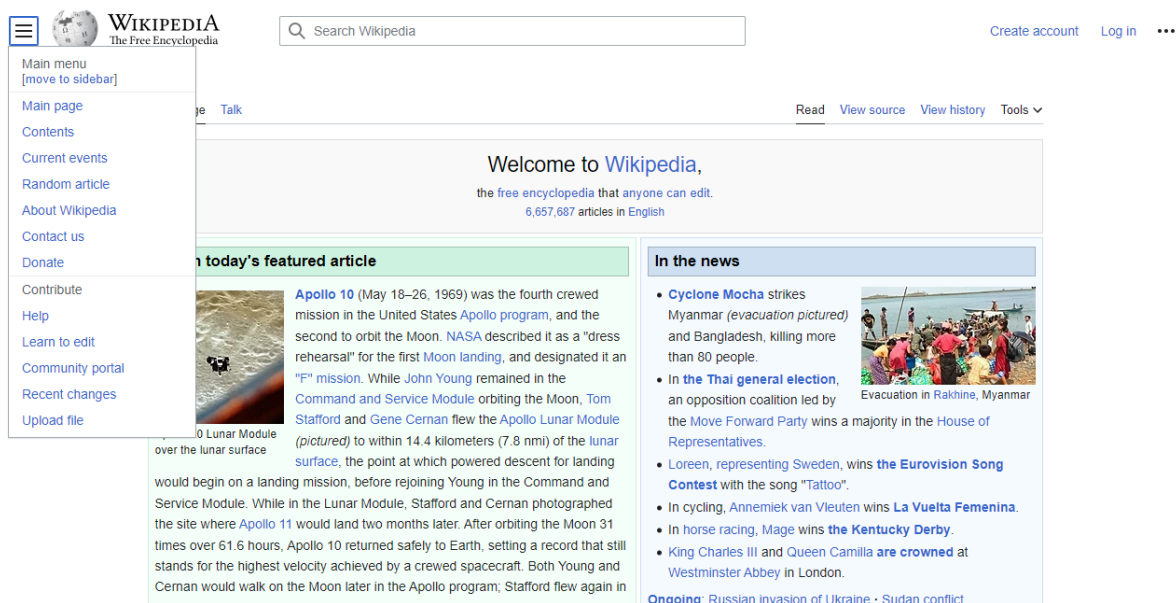 WIKIPEDIA
The Free Encyclopedia
Search Wikipedia
Create account
Log in
Main menu
[move to sidebar]
Main page
Contents
Current events
Random article
About Wikipedia
Contact us
Donate
Contribute
Help
Learn to edit
Community portal
Recent changes
Upload file
Talk
Read
View source
View history
Tools
Welcome to Wikipedia,
the free encyclopedia that anyone can edit.
6,657,687 articles in English
today's featured article
Apollo 10 (May 18–26, 1969) was the fourth crewed
mission in the United States Apollo program, and the
second to orbit the Moon. NASA described it as a "dress
rehearsal" for the first Moon landing, and designated it an
"F" mission. While John Young remained in the
Command and Service Module orbiting the Moon, Tom
Stafford and Gene Cernan flew the Apollo Lunar Module
(pictured) to within 14.4 kilometers (7.8 nmi) of the lunar
surface, the point at which powered descent for landing
would begin on a landing mission, before rejoining Young in the Command and
Service Module. While in the Lunar Module, Stafford and Cernan photographed
the site where Apollo 11 would land two months later. After orbiting the Moon 31
times over 61.6 hours, Apollo 10 returned safely to Earth, setting a record that still
stands for the highest velocity achieved by a crewed spacecraft. Both Young and
Cernan would walk on the Moon later in the Apollo program; Stafford flew again in
Lunar Module
over the lunar surface
In the news
Cyclone Mocha strikes
Myanmar (evacuation pictured)
and Bangladesh, killing more
than 80 people.
In the Thai general election,
an opposition coalition led by
the Move Forward Party wins a majority in the House of
Representatives.
Loreen, representing Sweden, wins the Eurovision Song
Contest with the song "Tattoo".
In cycling, Annemiek van Vleuten wins La Vuelta Femenina.
In horse racing, Mage wins the Kentucky Derby.
King Charles III and Queen Camilla are crowned at
Westminster Abbey in London.
Evacuation in Rakhine, Myanmar
Ongoing: Russian invasion of Ukraine · Sudan conflict